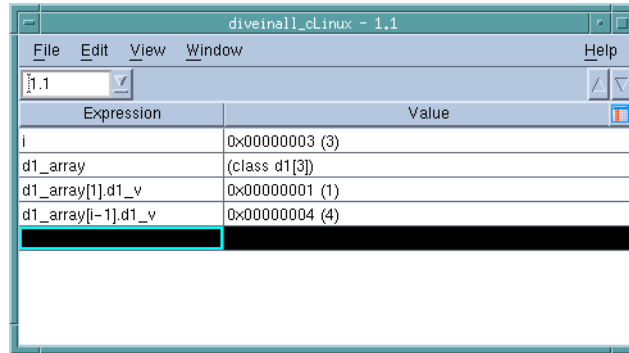 diveinall_cLinux - 1.1
File Edit View Window Help
1.1
Expression Value
i 0x00000003 (3)
d1_array (class d1[3])
d1_array[1].d1_v 0x00000001 (1)
d1_array[i-1].d1_v 0x00000004 (4)